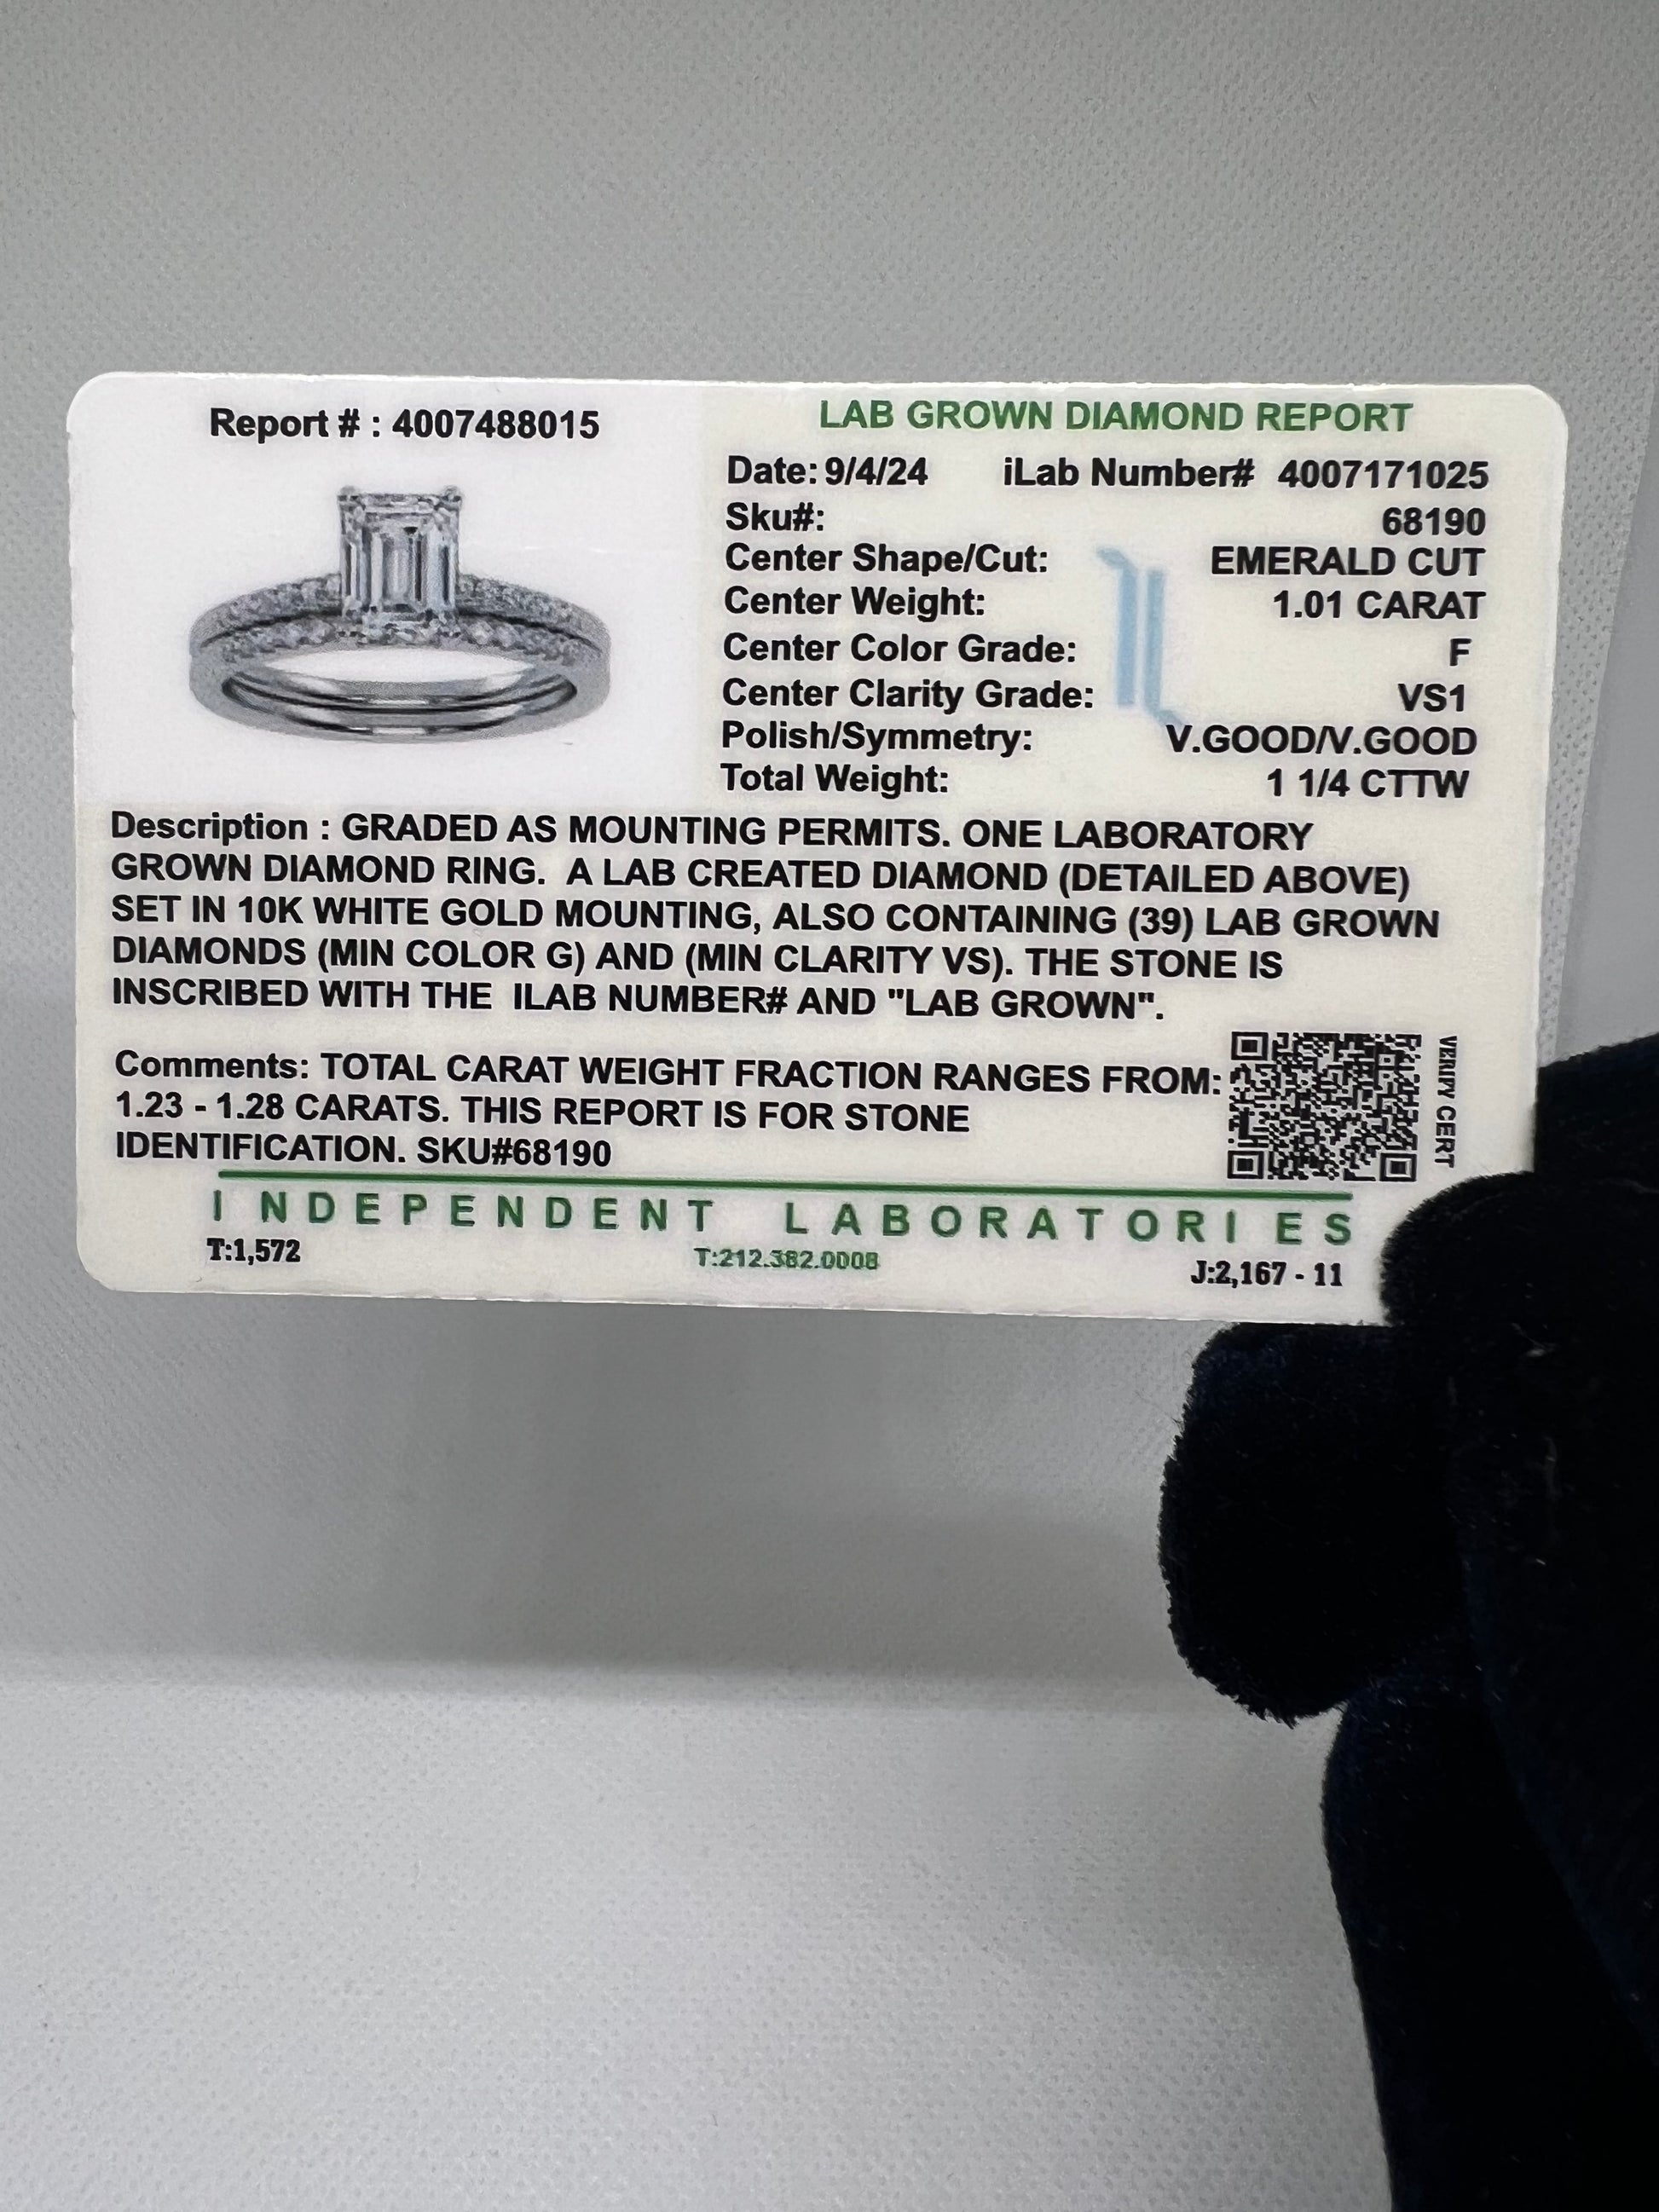 Report # : 4007488015
LAB GROWN DIAMOND REPORT
Date: 9/4/24 iLab Number# 4007171025
Sku#: 68190
Center Shape/Cut: EMERALD CUT
Center Weight: 1.01 CARAT
Center Color Grade: F
Center Clarity Grade: VS1
Polish/Symmetry: V.GOOD/V.GOOD
Total Weight: 1 1/4 CTTW
Description : GRADED AS MOUNTING PERMITS. ONE LABORATORY
GROWN DIAMOND RING. A LAB CREATED DIAMOND (DETAILED ABOVE)
SET IN 10K WHITE GOLD MOUNTING, ALSO CONTAINING (39) LAB GROWN
DIAMONDS (MIN COLOR G) AND (MIN CLARITY VS). THE STONE IS
INSCRIBED WITH THE ILAB NUMBER# AND "LAB GROWN".
Comments: TOTAL CARAT WEIGHT FRACTION RANGES FROM:
1.23 - 1.28 CARATS. THIS REPORT IS FOR STONE
IDENTIFICATION. SKU#68190
VERIFY CERT
INDEPENDENT LABORATORIES
T:1,572 T:212.382.0008 J:2,167 - 11